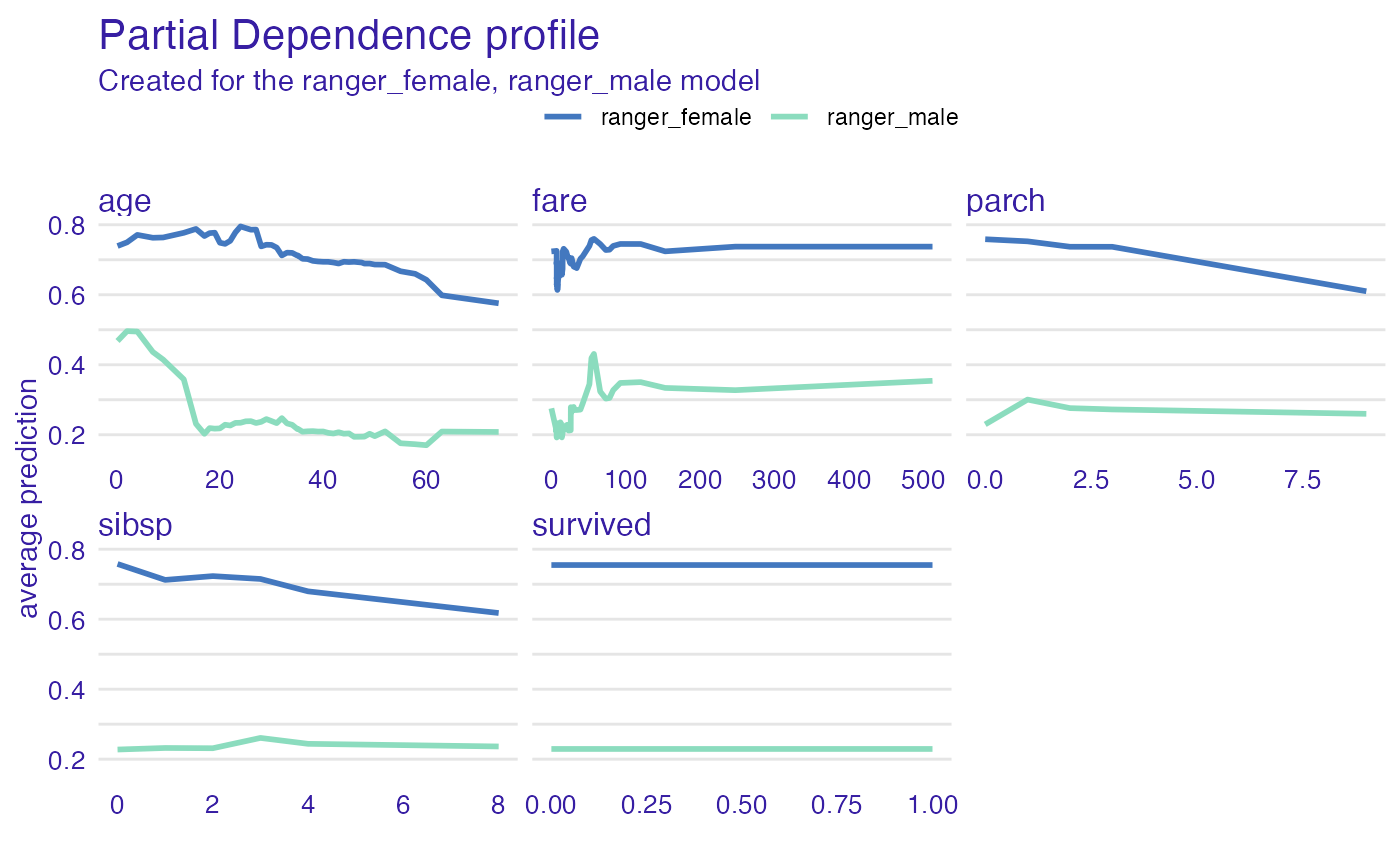 Partial Dependence profile
Created for the ranger_female, ranger_male model
ranger_female ranger_male
age fare parch
0.8
0.6
0.4
0.2
0 20 40 60 0 100 200 300 400 500 0.0 2.5 5.0 7.5
average prediction
sibsp survived
0.8
0.6
0.4
0.2
0 2 4 6 8 0.00 0.25 0.50 0.75 1.00